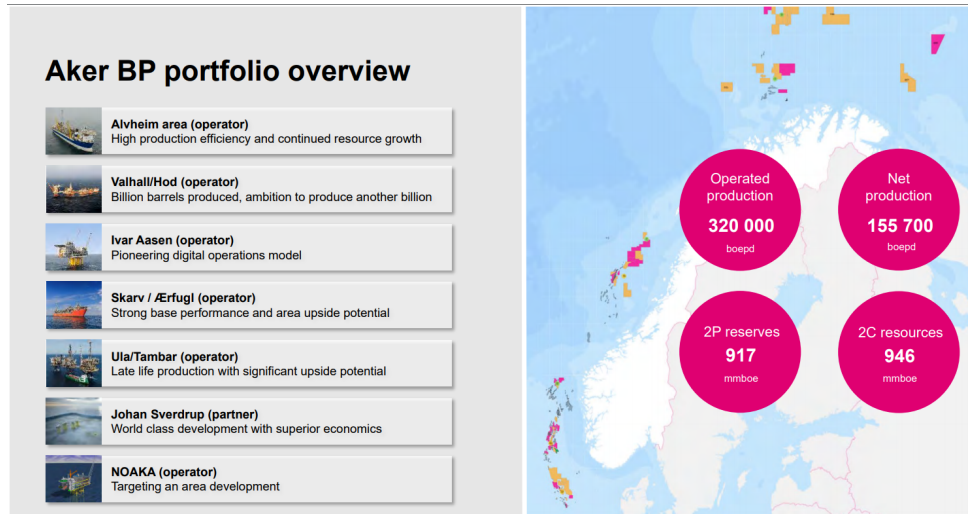 Aker BP portfolio overview
Alvheim area (operator)
High production efficiency and continued resource growth
Valhall/Hod (operator)
Billion barrels produced, ambition to produce another billion
Ivar Aasen (operator)
Pioneering digital operations model
Skarv / Ærfugl (operator)
Strong base performance and area upside potential
Ula/Tambar (operator)
Late life production with significant upside potential
Johan Sverdrup (partner)
World class development with superior economics
NOAKA (operator)
Targeting an area development
Operated
production
320 000
boepd
Net
production
155 700
boepd
2P reserves
917
mmboe
2C resources
946
mmboe